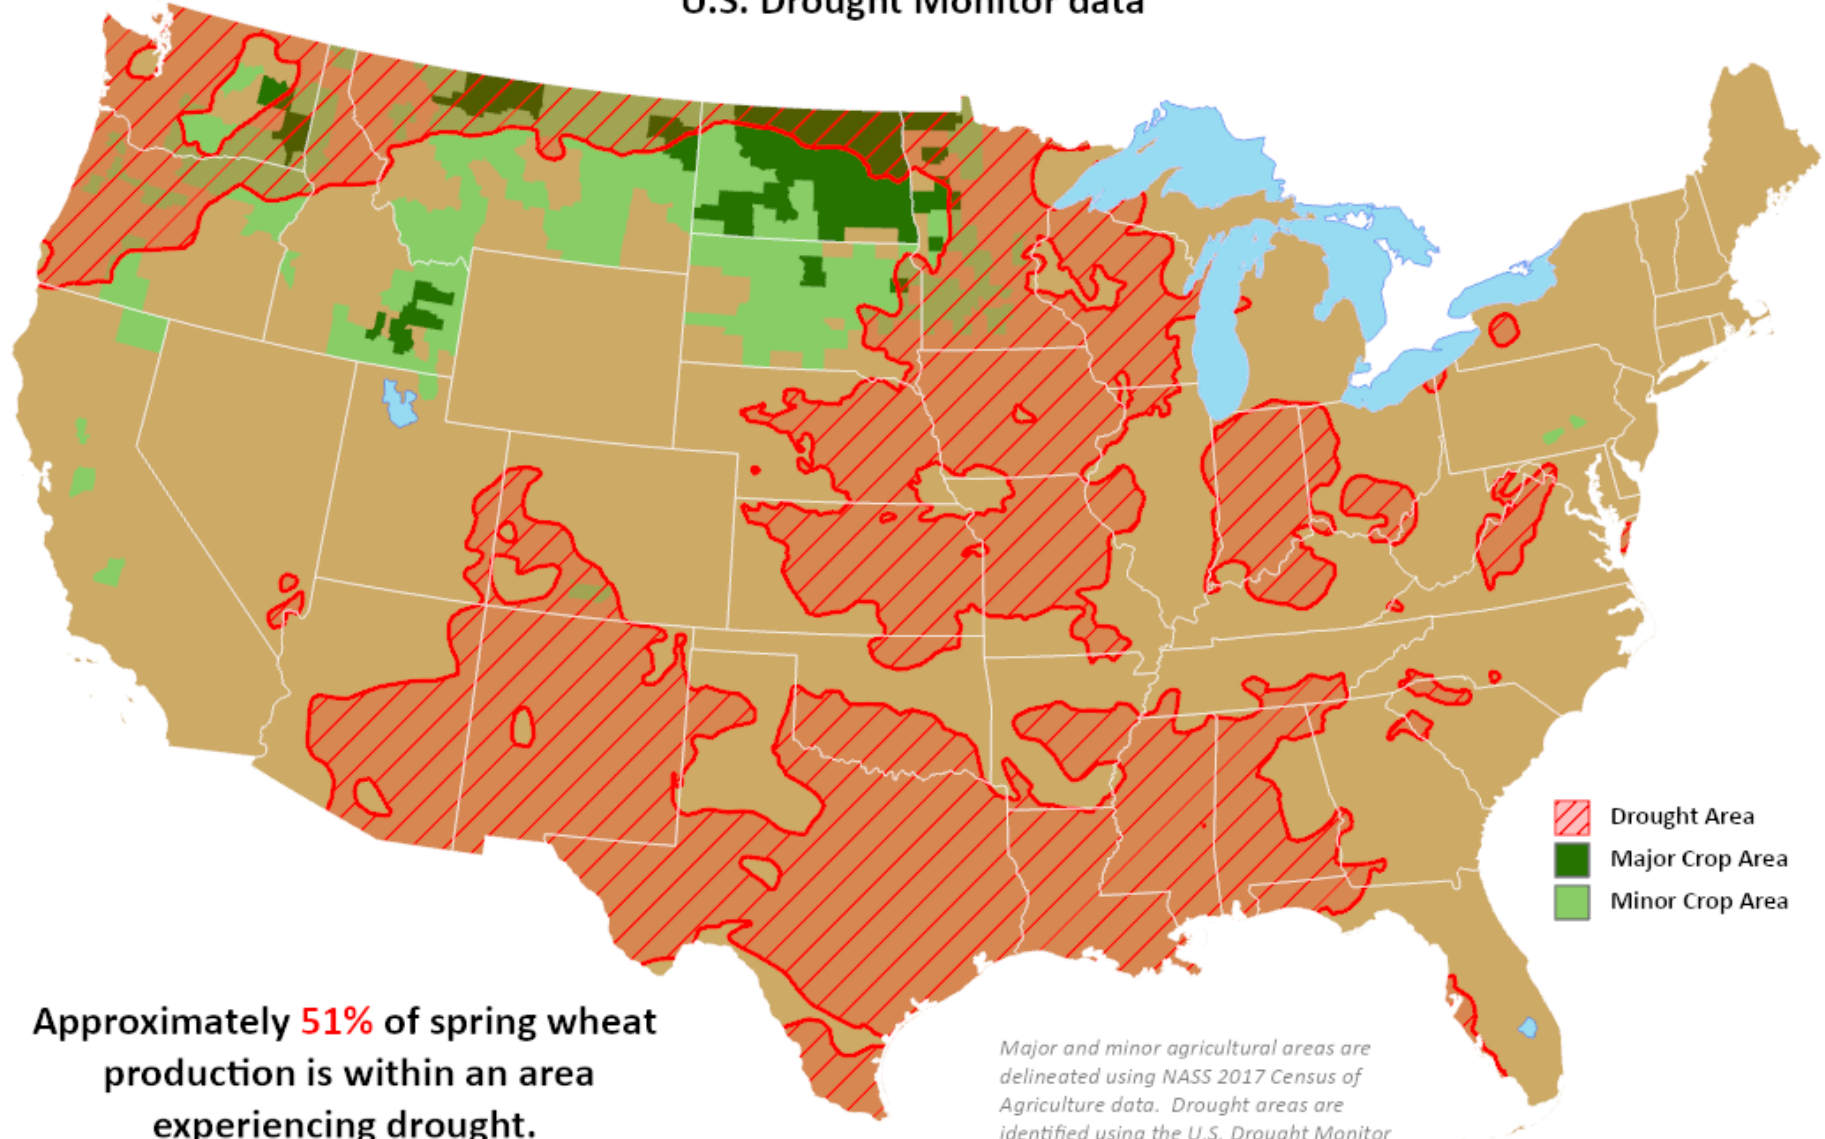 U.S. Drought Monitor data
Drought Area
Major Crop Area
Minor Crop Area
Approximately 51% of spring wheat
production is within an area
experiencing drought.
Major and minor agricultural areas are
delineated using NASS 2017 Census of
Agriculture data. Drought areas are
identified using the U.S. Drought Monitor